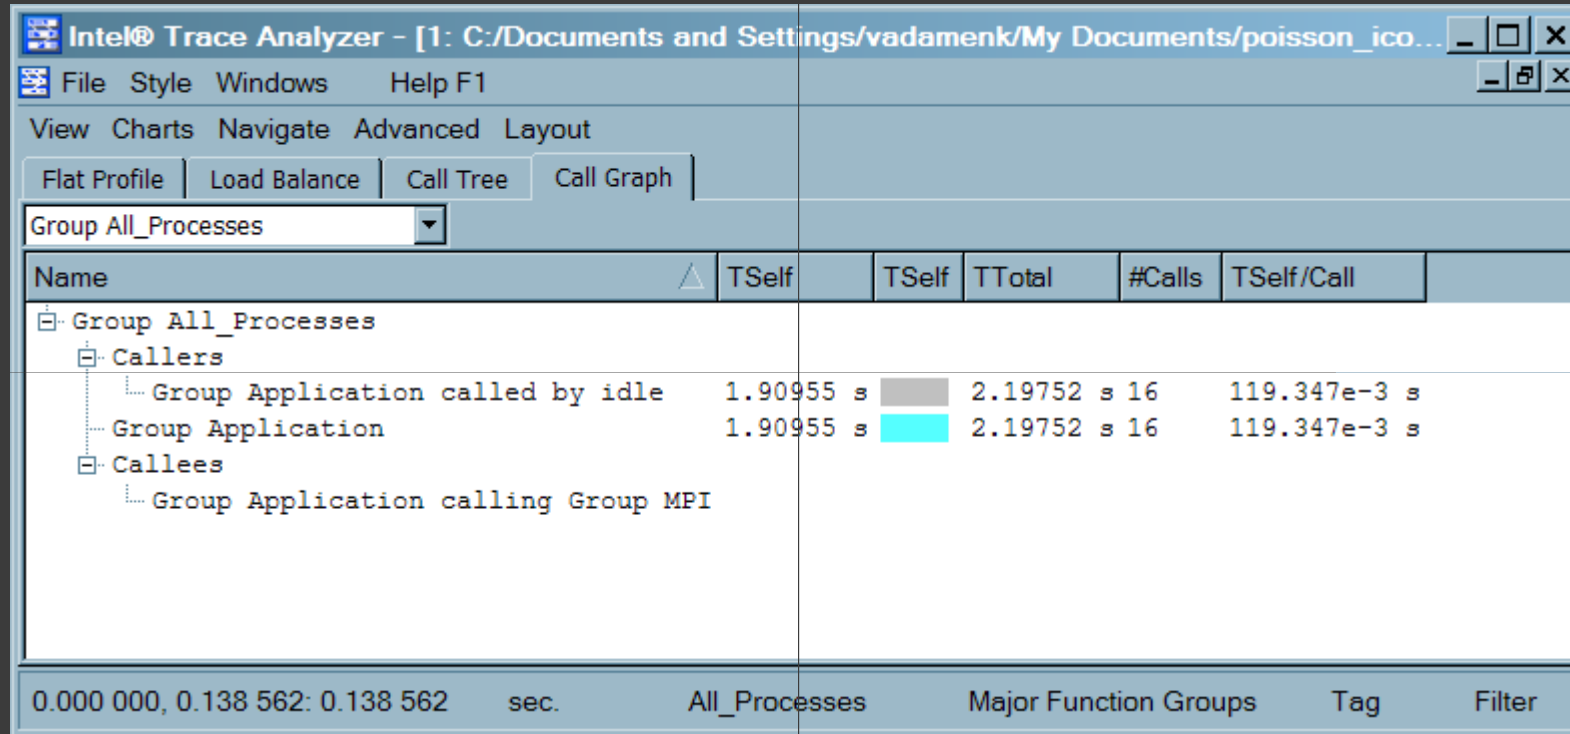 Intel® Trace Analyzer - [1: C:/Documents and Settings/vadamenk/My Documents/poisson_ico...
File Style Windows Help F1
View Charts Navigate Advanced Layout
Flat Profile Load Balance Call Tree Call Graph
Group All_Processes
Name TSelf TSelf TTotal #Calls TSelf/Call
Group All_Processes
Callers
Group Application called by idle 1.90955 s 2.19752 s 16 119.347e-3 s
Group Application 1.90955 s 2.19752 s 16 119.347e-3 s
Callees
Group Application calling Group MPI
0.000 000, 0.138 562: 0.138 562 sec. All_Processes Major Function Groups Tag Filter